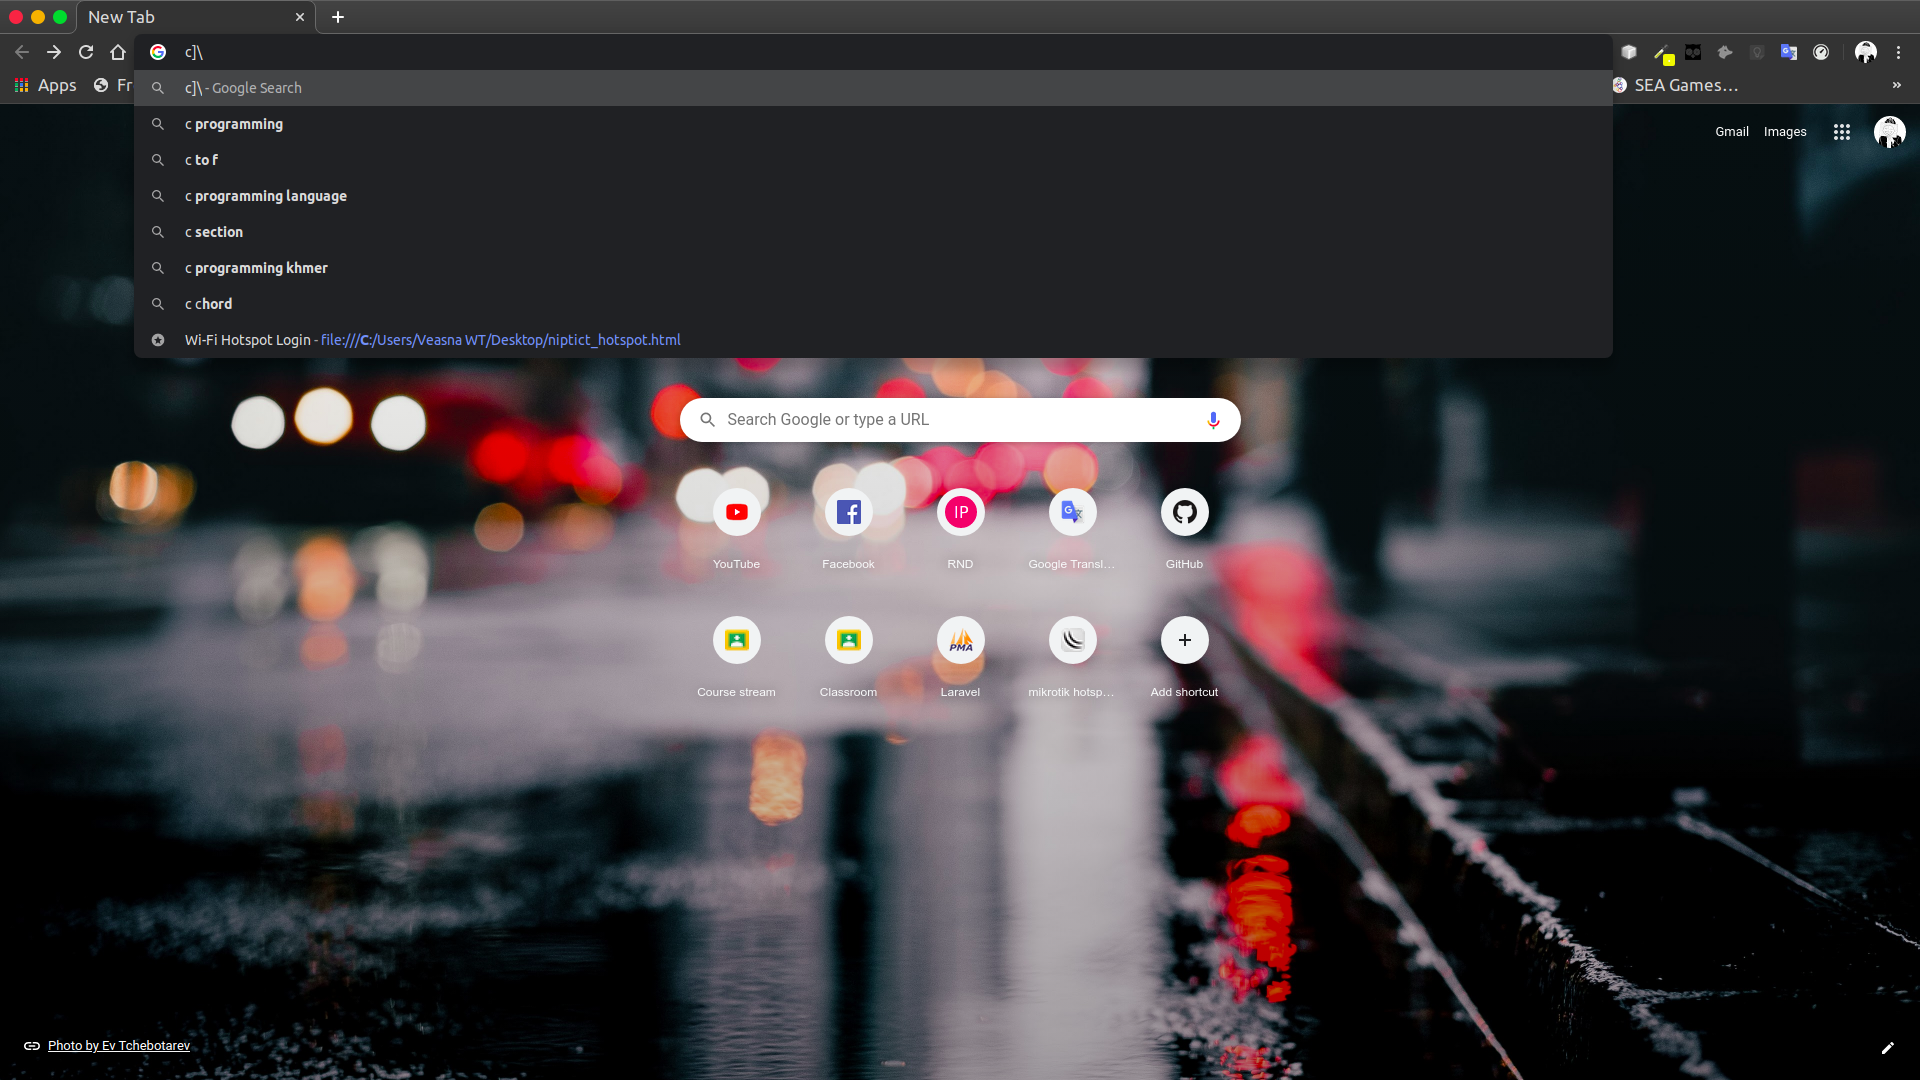 New Tab
c]\
Apps
Fr
SEA Games…
»
c]\ - Google Search
c programming
c to f
c programming language
c section
c programming khmer
c chord
Wi-Fi Hotspot Login - file:///C:/Users/Veasna WT/Desktop/niptict_hotspot.html
Gmail Images
Search Google or type a URL
IP
YouTube
Facebook
RND
Google Transl…
GitHub
PMA
Course stream
Classroom
Laravel
mikrotik hotsp…
Add shortcut
Photo by Ev Tchebotarev